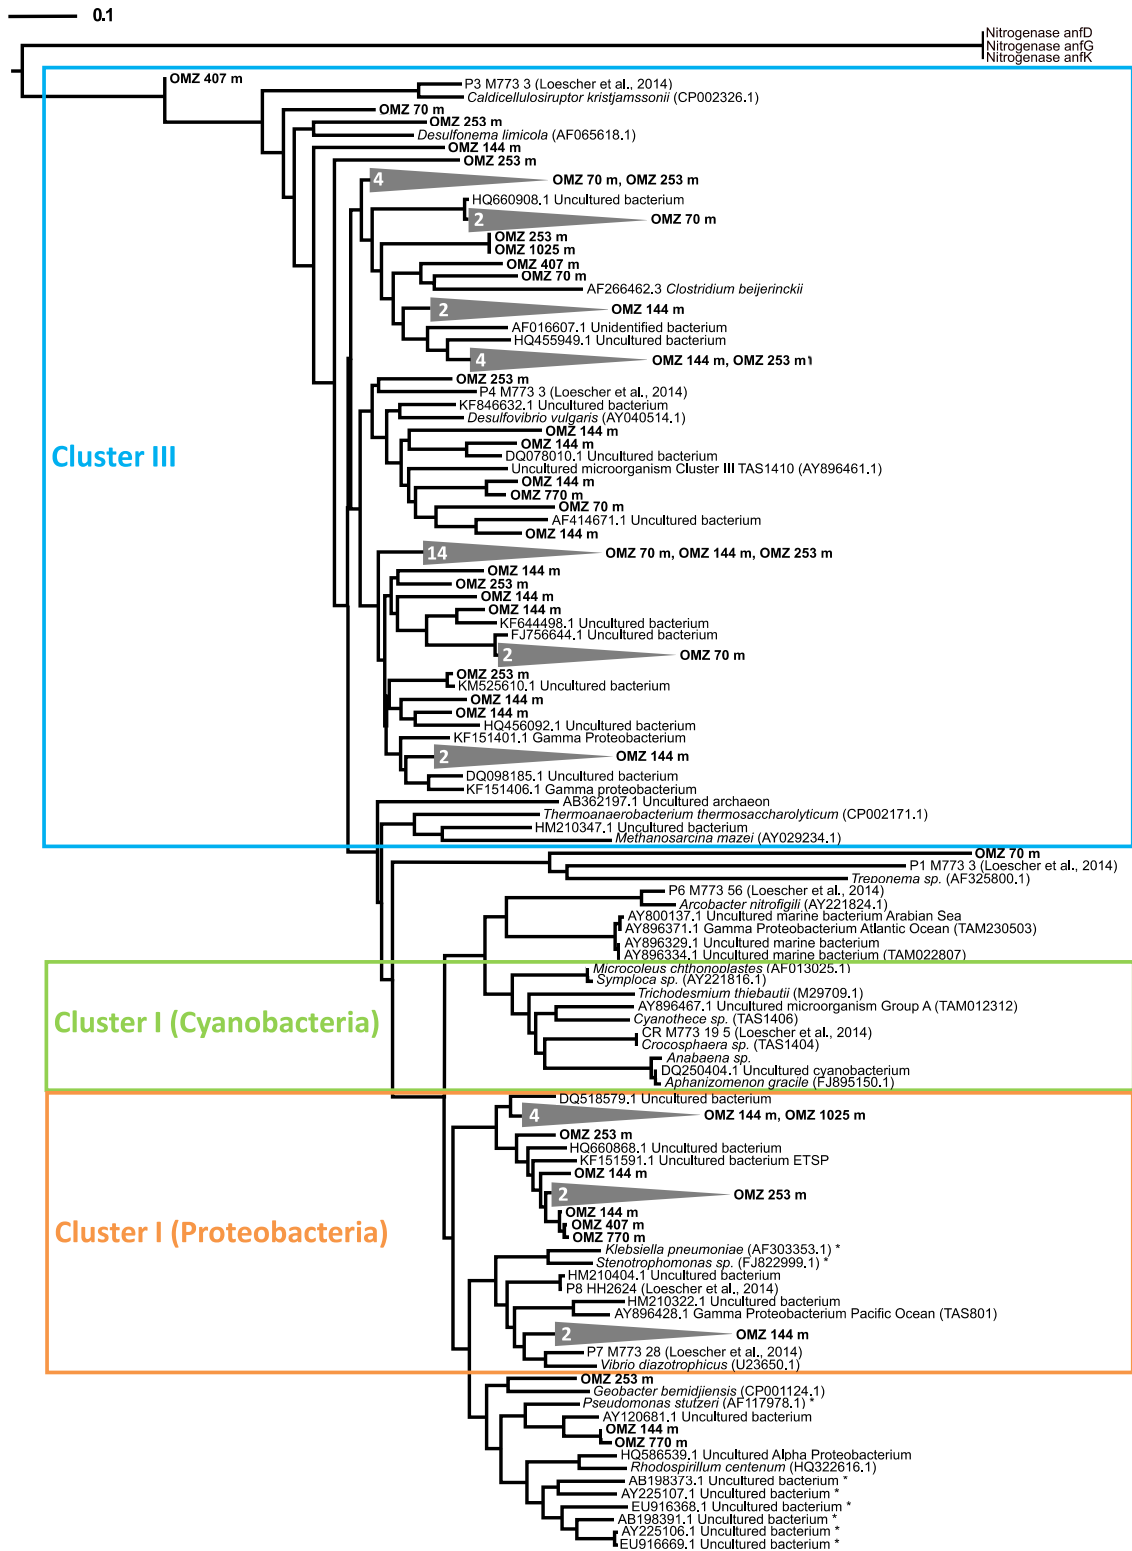 0.1
Nitrogenase anfD
Nitrogenase anfG
Nitrogenase anfK
OMZ 407 m
P3 M773 3 (Loescher et al., 2014)
Caldicellulosiruptor kristjamssonii (CP002326.1)
OMZ 70 m
OMZ 253 m
Desulfonema limicola (AF065618.1)
OMZ 144 m
OMZ 253 m
4 OMZ 70 m, OMZ 253 m
HQ660908.1 Uncultured bacterium
2 OMZ 70 m
OMZ 253 m
OMZ 1025 m
OMZ 407 m
OMZ 70 m
AF266462.3 Clostridium beijerinckii
2 OMZ 144 m
AF016607.1 Unidentified bacterium
HQ455949.1 Uncultured bacterium
4 OMZ 144 m, OMZ 253 m
OMZ 253 m
P4 M773 3 (Loescher et al., 2014)
KF846632.1 Uncultured bacterium
Desulfovibrio vulgaris (AY040514.1)
OMZ 144 m
OMZ 144 m
Cluster III
DQ078010.1 Uncultured bacterium
Uncultured microorganism Cluster III TAS1410 (AY896461.1)
OMZ 144 m
OMZ 770 m
OMZ 70 m
AF414671.1 Uncultured bacterium
OMZ 144 m
14 OMZ 70 m, OMZ 144 m, OMZ 253 m
OMZ 144 m
OMZ 253 m
OMZ 144 m
OMZ 144 m
KF644498.1 Uncultured bacterium
FJ756644.1 Uncultured bacterium
2 OMZ 70 m
OMZ 253 m
KM525610.1 Uncultured bacterium
OMZ 144 m
OMZ 144 m
HQ456092.1 Uncultured bacterium
KF151401.1 Gamma Proteobacterium
2 OMZ 144 m
DQ098185.1 Uncultured bacterium
KF151406.1 Gamma proteobacterium
AB362197.1 Uncultured archaeon
Thermoanaerobacterium thermosaccharolyticum (CP002171.1)
HM210347.1 Uncultured bacterium
Methanosarcina mazei (AY029234.1)
OMZ 70 m
P1 M773 3 (Loescher et al., 2014)
Treponema sp. (AF325800.1)
P6 M773 56 (Loescher et al., 2014)
Arcobacter nitrofigili (AY221824.1)
AY800137.1 Uncultured marine bacterium Arabian Sea
AY896371.1 Gamma Proteobacterium Atlantic Ocean (TAM230503)
AY896329.1 Uncultured marine bacterium
AY896334.1 Uncultured marine bacterium (TAM022807)
Microcoleus chthonoplastes (AF013025.1)
Symploca sp. (AY221816.1)
Trichodesmium thiebautii (M29709.1)
AY896467.1 Uncultured microorganism Group A (TAM012312)
Cyanothece sp. (TAS1406)
Cluster I (Cyanobacteria)
CR M773 19 5 (Loescher et al., 2014)
Crocosphaera sp. (TAS1404)
Anabaena sp.
DQ250404.1 Uncultured cyanobacterium
Aphanizomenon gracile (FJ895150.1)
DQ518579.1 Uncultured bacterium
4 OMZ 144 m, OMZ 1025 m
OMZ 253 m
HQ660868.1 Uncultured bacterium
KF151591.1 Uncultured bacterium ETSP
OMZ 144 m
2 OMZ 253 m
OMZ 144 m
OMZ 407 m
Cluster I (Proteobacteria)
OMZ 770 m
Klebsiella pneumoniae (AF303353.1) *
Stenotrophomonas sp. (FJ822999.1) *
HM210404.1 Uncultured bacterium
P8 HH2624 (Loescher et al., 2014)
HM210322.1 Uncultured bacterium
AY896428.1 Gamma Proteobacterium Pacific Ocean (TAS801)
2 OMZ 144 m
P7 M773 28 (Loescher et al., 2014)
Vibrio diazotrophicus (U23650.1)
OMZ 253 m
Geobacter bemidjiensis (CP001124.1)
Pseudomonas stutzeri (AF117978.1) *
AY120681.1 Uncultured bacterium
OMZ 144 m
OMZ 770 m
HQ586539.1 Uncultured Alpha Proteobacterium
Rhodospirillum centenum (HQ322616.1)
AB198373.1 Uncultured bacterium *
AY225107.1 Uncultured bacterium *
EU916368.1 Uncultured bacterium *
AB198391.1 Uncultured bacterium *
AY225106.1 Uncultured bacterium *
EU916669.1 Uncultured bacterium *